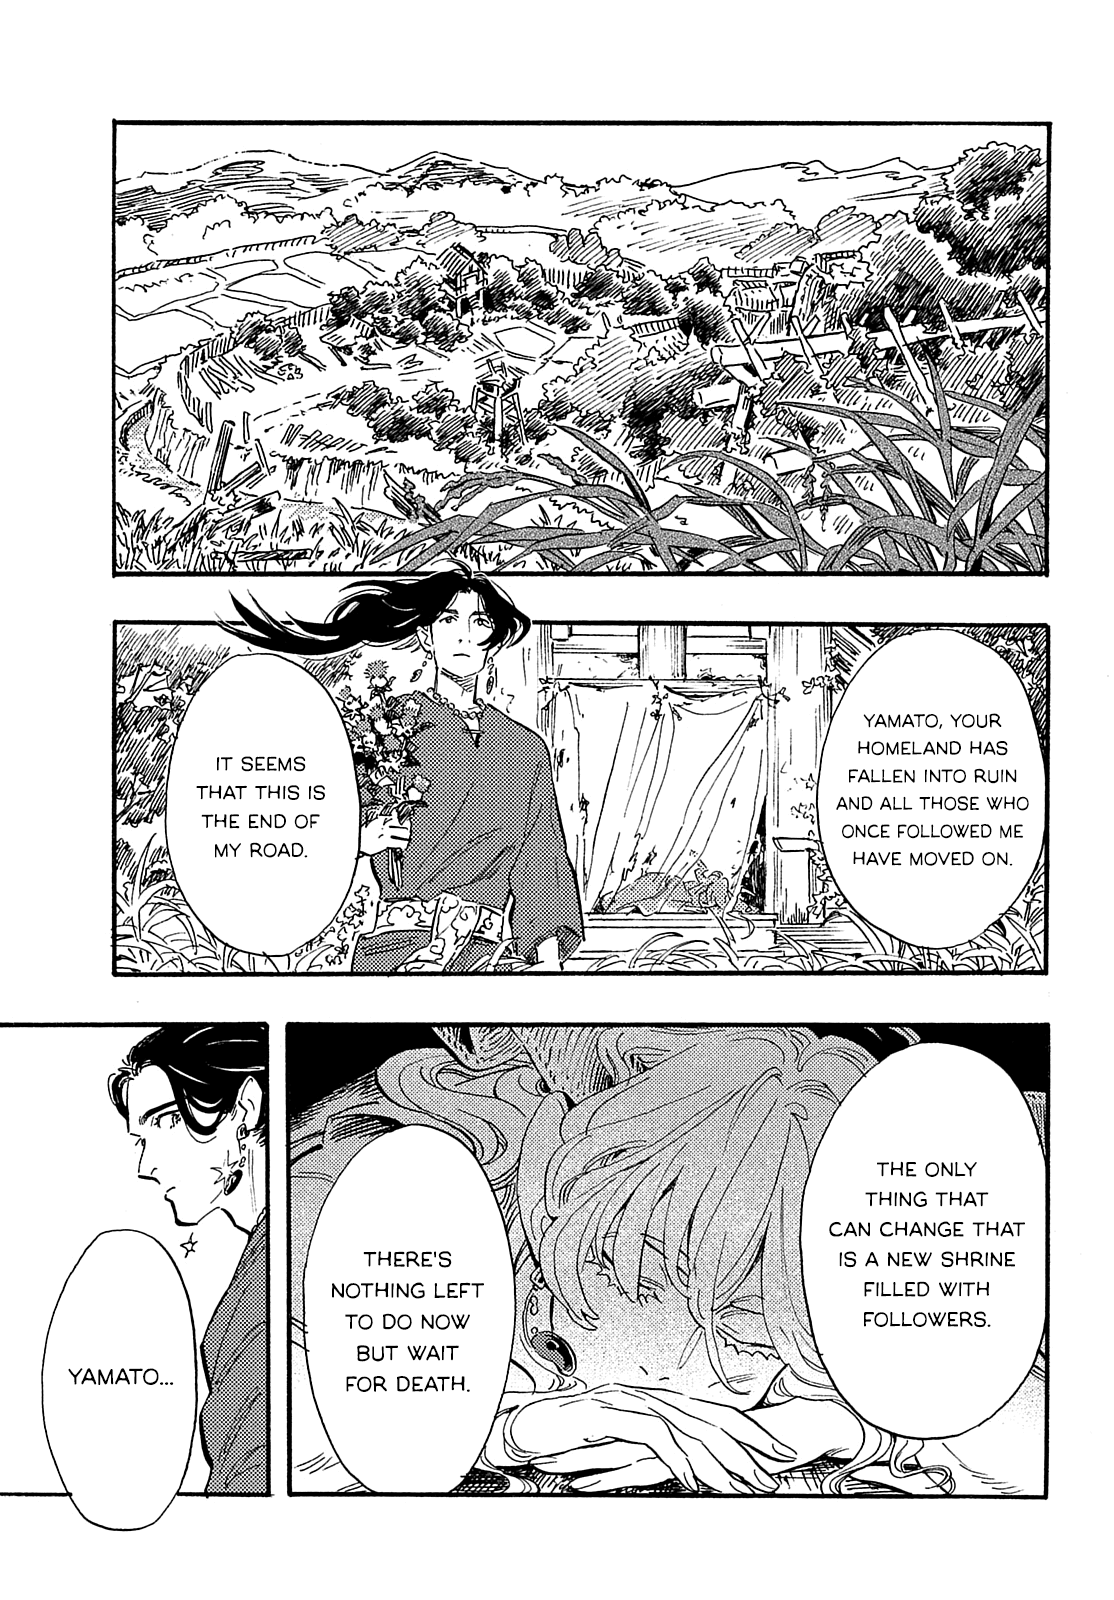 YAMATO, YOUR
HOMELAND HAS
FALLEN INTO RUIN
AND ALL THOSE WHO
ONCE FOLLOWED ME
HAVE MOVED ON.
IT SEEMS
THAT THIS IS
THE END OF
MY ROAD.
THE ONLY
THING THAT
CAN CHANGE THAT
IS A NEW SHRINE
FILLED WITH
FOLLOWERS.
THERE'S
NOTHING LEFT
TO DO NOW
BUT WAIT
FOR DEATH.
YAMATO...